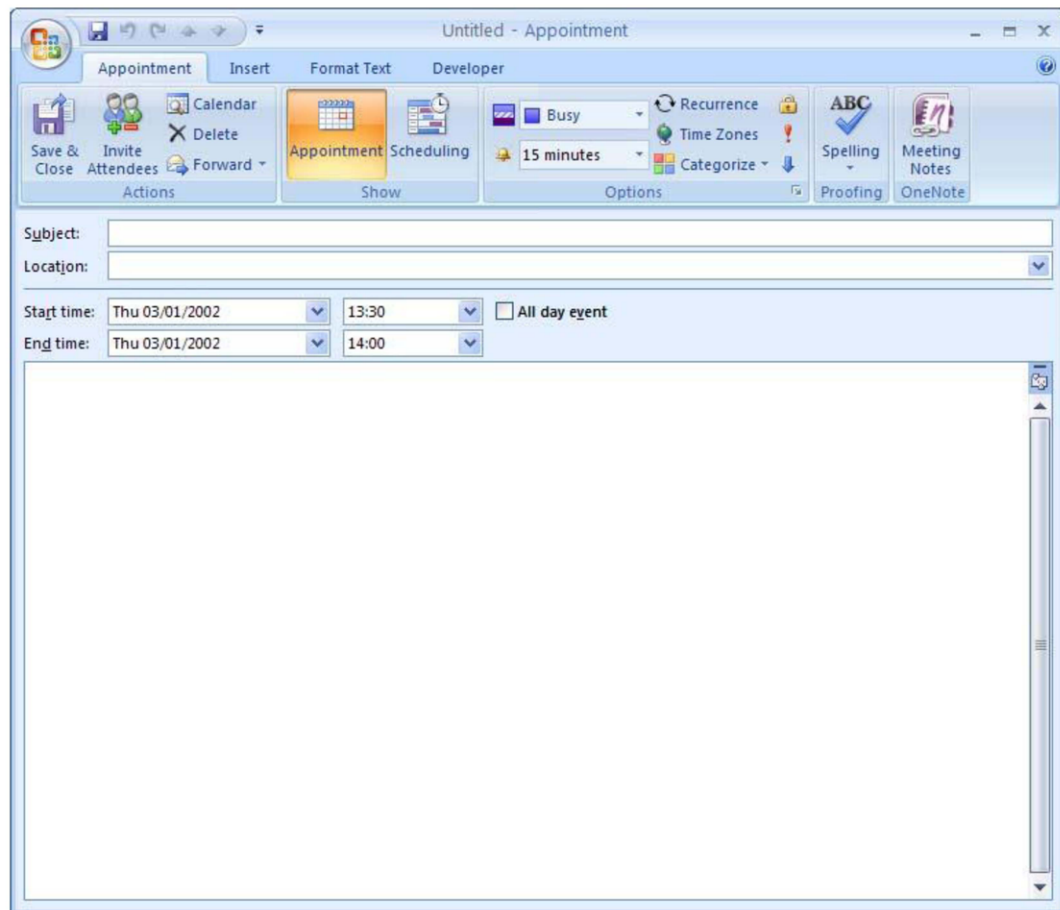 Untitled - Appointment
Appointment Insert Format Text Developer
Save & Close Invite Attendees Calendar Delete Forward
Actions
Appointment Scheduling
Show
Busy Recurrence
15 minutes Time Zones
Categorize
Options
ABC
Spelling
Proofing
Meeting Notes
OneNote
Subject:
Location:
Start time: Thu 03/01/2002 13:30 All day event
End time: Thu 03/01/2002 14:00